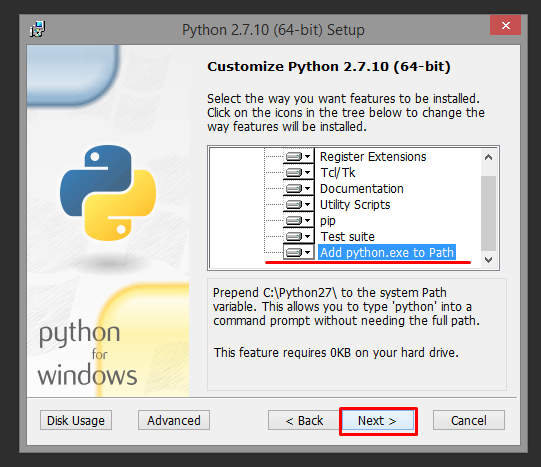 Python 2.7.10 (64-bit) Setup
Customize Python 2.7.10 (64-bit)
Select the way you want features to be installed.
Click on the icons in the tree below to change the
way features will be installed.
Register Extensions
Tcl/Tk
Documentation
Utility Scripts
pip
Test suite
Add python.exe to Path
Prepend C:\Python27\ to the system Path
variable. This allows you to type 'python' into a
command prompt without needing the full path.
This feature requires 0KB on your hard drive.
python
for
windows
Disk Usage
Advanced
< Back
Next >
Cancel